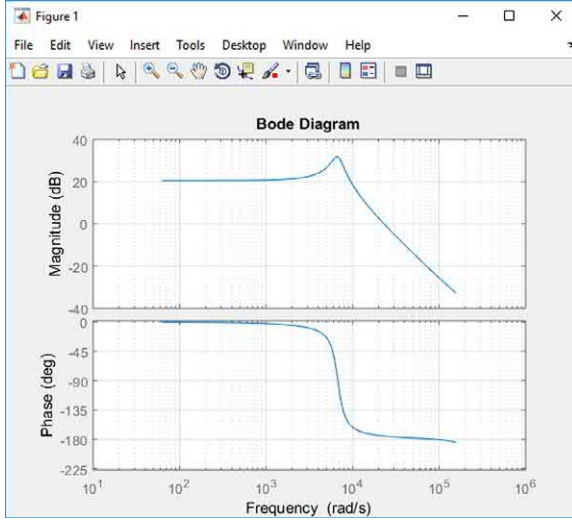 Figure 1
File Edit View Insert Tools Desktop Window Help
Bode Diagram
Magnitude (dB)
40
20
0
-20
-40
Phase (deg)
0
-45
-90
-135
-180
-225
10^1 10^2 10^3 10^4 10^5 10^6
Frequency (rad/s)